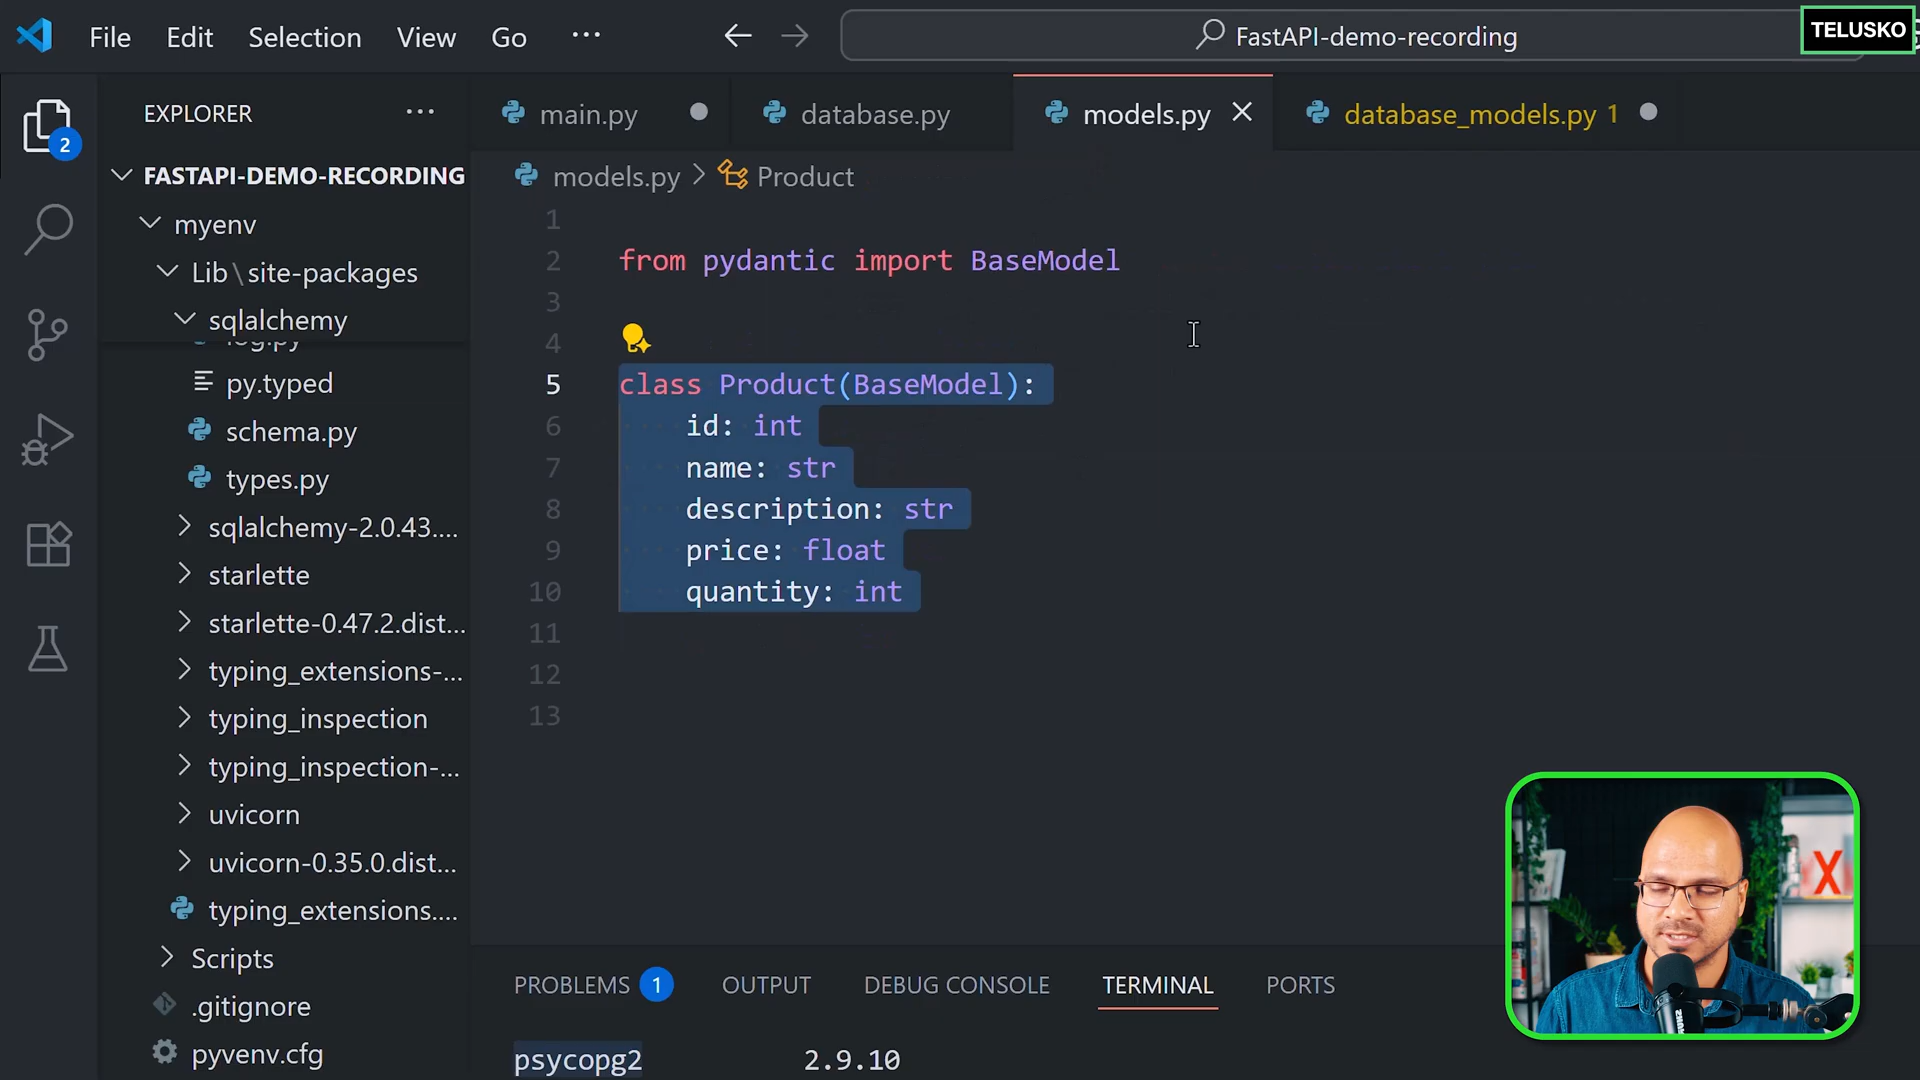 File Edit Selection View Go ···
FastAPI-demo-recording
TELUSKO
EXPLORER ···
main.py
database.py
models.py
database_models.py 1
2
FASTAPI-DEMO-RECORDING
models.py > Product
myenv
Lib\site-packages
sqlalchemy
log.py
py.typed
schema.py
types.py
sqlalchemy-2.0.43....
starlette
starlette-0.47.2.dist...
typing_extensions-...
typing_inspection
typing_inspection-...
uvicorn
uvicorn-0.35.0.dist...
typing_extensions....
Scripts
.gitignore
pyvenv.cfg
1
2 from pydantic import BaseModel
3
4
5 class Product(BaseModel):
6 id: int
7 name: str
8 description: str
9 price: float
10 quantity: int
11
12
13
PROBLEMS 1 OUTPUT DEBUG CONSOLE TERMINAL PORTS
psycopg2 2.9.10